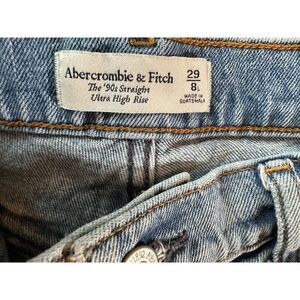 Abercrombie & Fitch
The '90s Straight
Ultra High Rise
29
8L
MADE IN
GUATEMALA